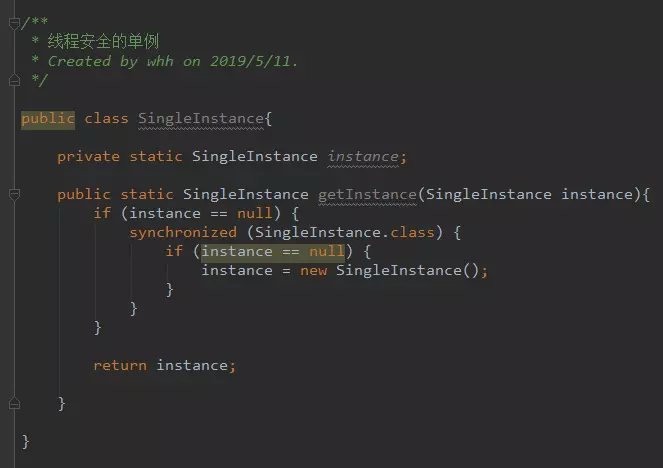 /**
* 线程安全的单例
* Created by whh on 2019/5/11.
*/
public class SingleInstance{
private static SingleInstance instance;
public static SingleInstance getInstance(SingleInstance instance){
if (instance == null) {
synchronized (SingleInstance.class) {
if (instance == null) {
instance = new SingleInstance();
}
}
}
return instance;
}
}